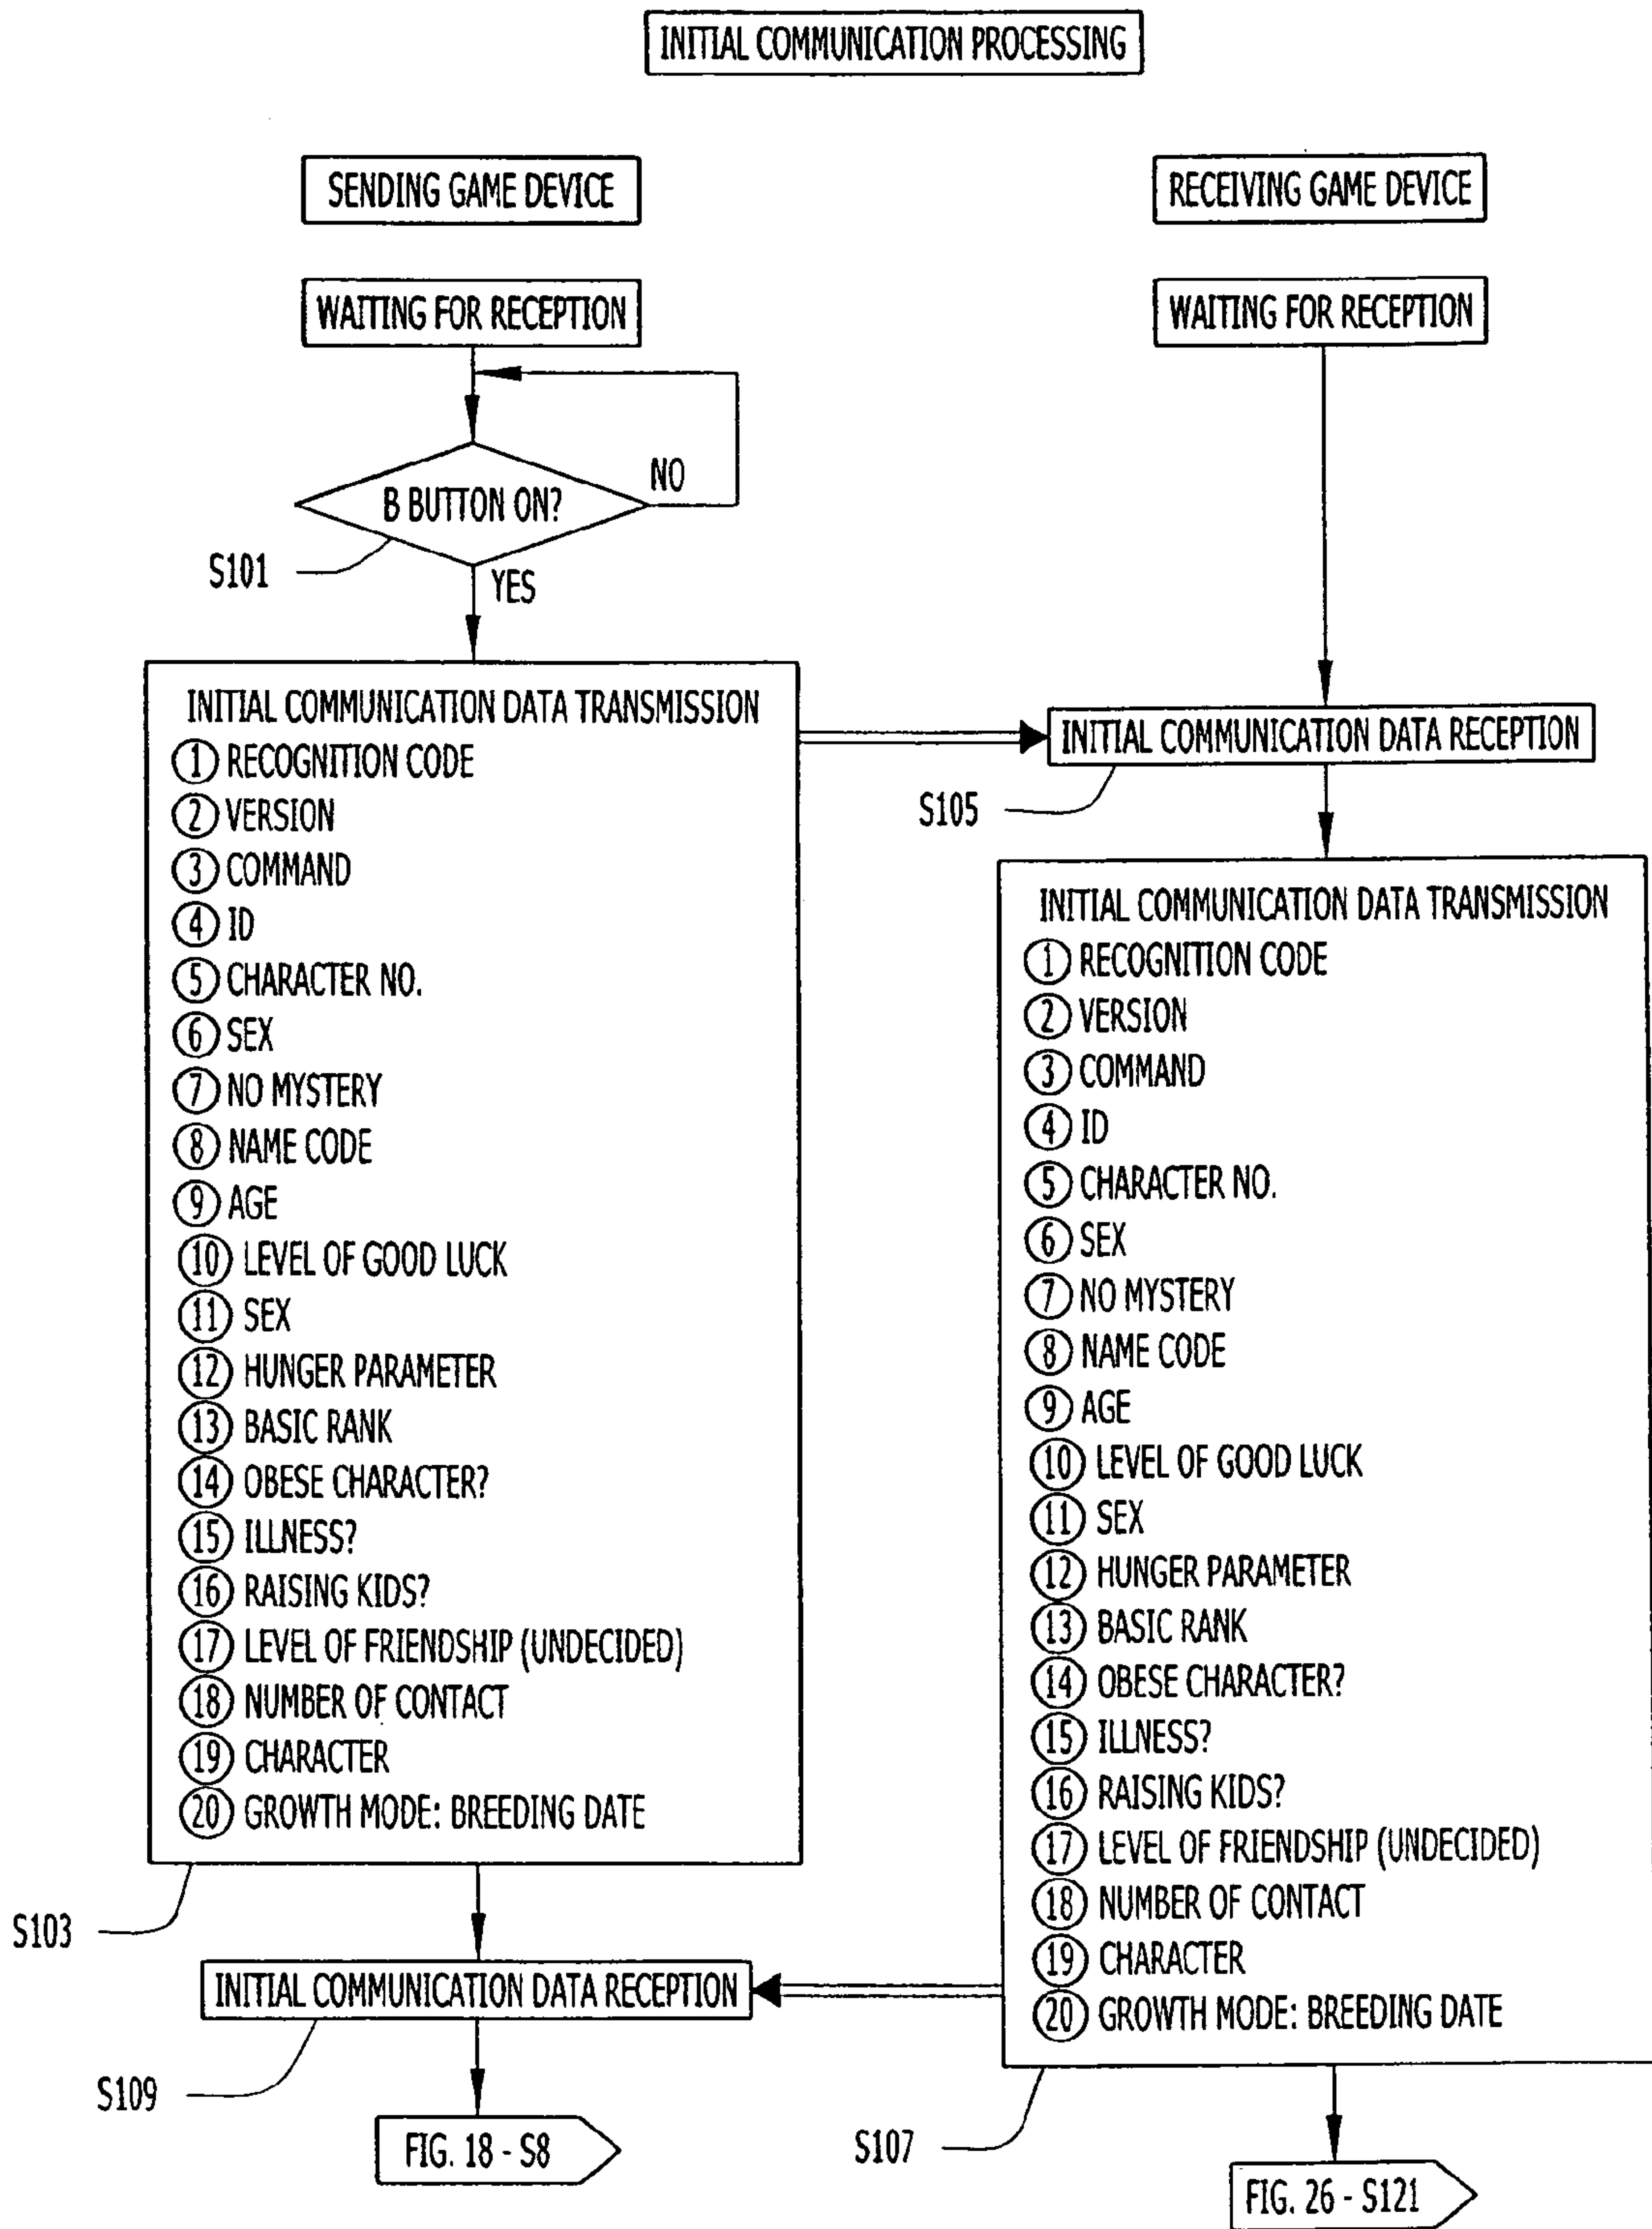 INITIAL COMMUNICATION PROCESSING
SENDING GAME DEVICE
WAITING FOR RECEPTION
B BUTTON ON?
NO
S101
YES
INITIAL COMMUNICATION DATA TRANSMISSION
① RECOGNITION CODE
② VERSION
③ COMMAND
④ ID
⑤ CHARACTER NO.
⑥ SEX
⑦ NO MYSTERY
⑧ NAME CODE
⑨ AGE
⑩ LEVEL OF GOOD LUCK
⑪ SEX
⑫ HUNGER PARAMETER
⑬ BASIC RANK
⑭ OBESE CHARACTER?
⑮ ILLNESS?
⑯ RAISING KIDS?
⑰ LEVEL OF FRIENDSHIP (UNDECIDED)
⑱ NUMBER OF CONTACT
⑲ CHARACTER
⑳ GROWTH MODE: BREEDING DATE
S103
INITIAL COMMUNICATION DATA RECEPTION
S109
FIG. 18 - S8
RECEIVING GAME DEVICE
WAITING FOR RECEPTION
INITIAL COMMUNICATION DATA RECEPTION
S105
INITIAL COMMUNICATION DATA TRANSMISSION
① RECOGNITION CODE
② VERSION
③ COMMAND
④ ID
⑤ CHARACTER NO.
⑥ SEX
⑦ NO MYSTERY
⑧ NAME CODE
⑨ AGE
⑩ LEVEL OF GOOD LUCK
⑪ SEX
⑫ HUNGER PARAMETER
⑬ BASIC RANK
⑭ OBESE CHARACTER?
⑮ ILLNESS?
⑯ RAISING KIDS?
⑰ LEVEL OF FRIENDSHIP (UNDECIDED)
⑱ NUMBER OF CONTACT
⑲ CHARACTER
⑳ GROWTH MODE: BREEDING DATE
S107
FIG. 26 - S121